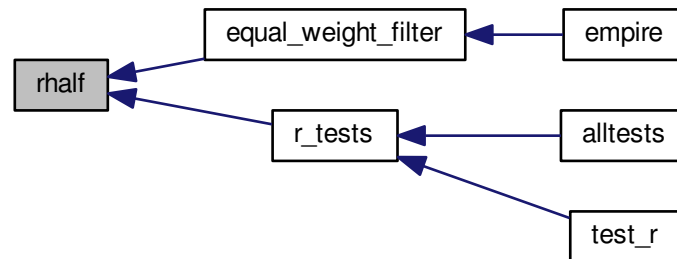 equal_weight_filter
empire
rhalf
r_tests
alltests
test_r